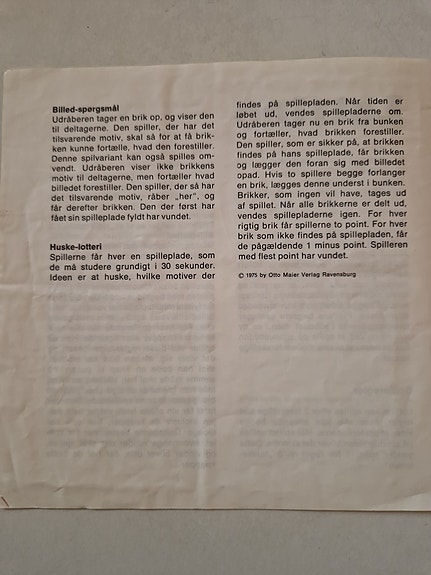 Billed-spørgsmål
Udråberen tager en brik op, og viser den
til deltagerne. Den spiller, der har det
tilsvarende motiv, skal så for at få brik-
ken kunne fortælle, hvad den forestiller.
Denne spilvariant kan også spilles om-
vendt. Udråberen viser ikke brikkens
motiv til deltagerne, men fortæller hvad
billedet forestiller. Den spiller, der så har
det tilsvarende motiv, råber „her", og
får derefter brikken. Den der først har
fået sin spilleplade fyldt har vundet.
Huske-lotteri
Spillerne får hver en spilleplade, som
de må studere grundigt i 30 sekunder.
Ideen er at huske, hvilke motiver der
findes på spillepladen. Når tiden er
løbet ud, vendes spillepladerne om.
Udråberen tager nu en brik fra bunken
og fortæller, hvad brikken forestiller.
Den spiller, som er sikker på, at brikken
findes på hans spilleplade, får brikken
og lægger den foran sig med billedet
opad. Hvis to spillere begge forlanger
en brik, lægges denne underst i bunken.
Brikker, som ingen vil have, tages ud
af spillet. Når alle brikkerne er delt ud,
vendes spillepladerne igen. For hver
rigtig brik får spillerne to point. For hver
brik som ikke findes på spillepladen, får
de pågældende 1 minus point. Spilleren
med flest point har vundet.
© 1975 by Otto Maier Verlag Ravensburg